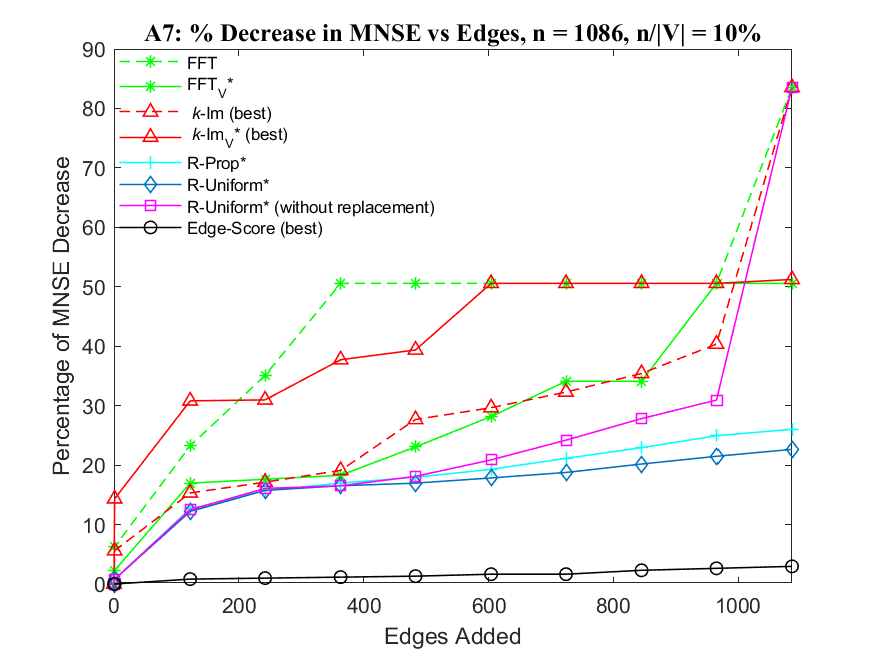 A7: % Decrease in MNSE vs Edges, n = 1086, n/|V| = 10%
Percentage of MNSE Decrease
90
80
70
60
50
40
30
20
10
0
FFT
FFT_V*
k-Im (best)
k-Im_V* (best)
R-Prop*
R-Uniform*
R-Uniform* (without replacement)
Edge-Score (best)
0 200 400 600 800 1000
Edges Added